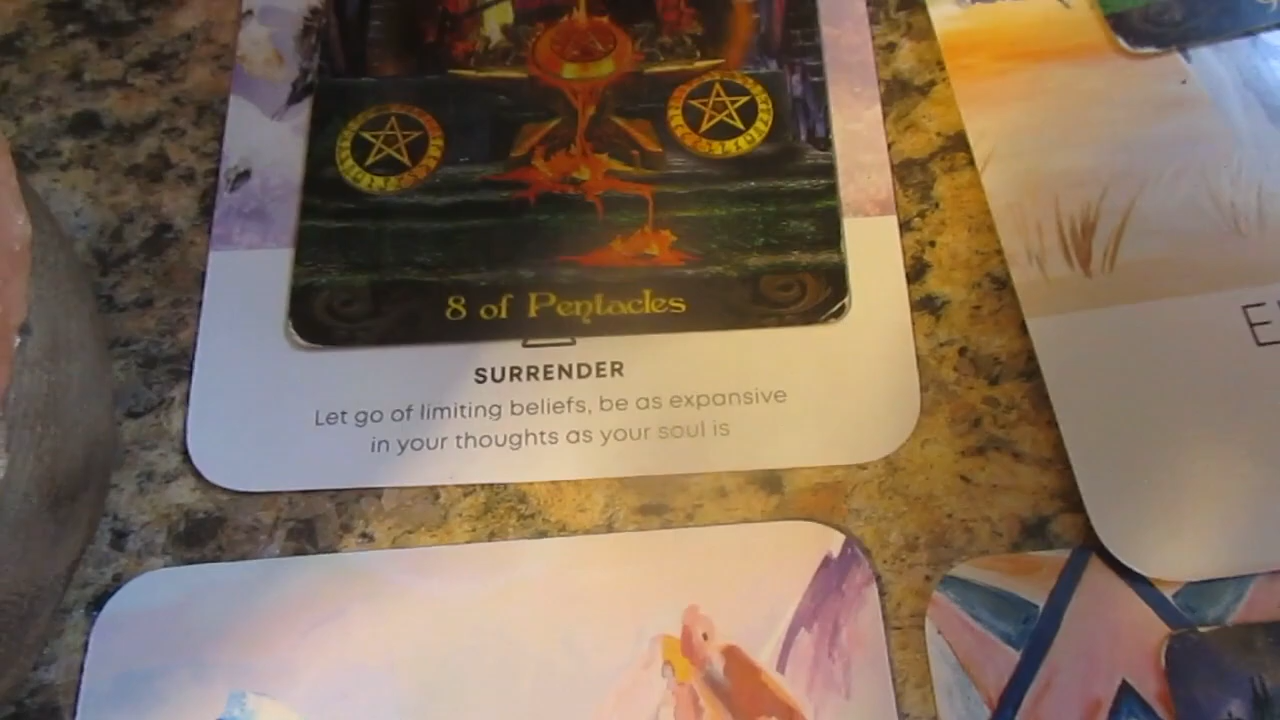 8 of Pentacles
SURRENDER
Let go of limiting beliefs, be as expansive
in your thoughts as your soul is